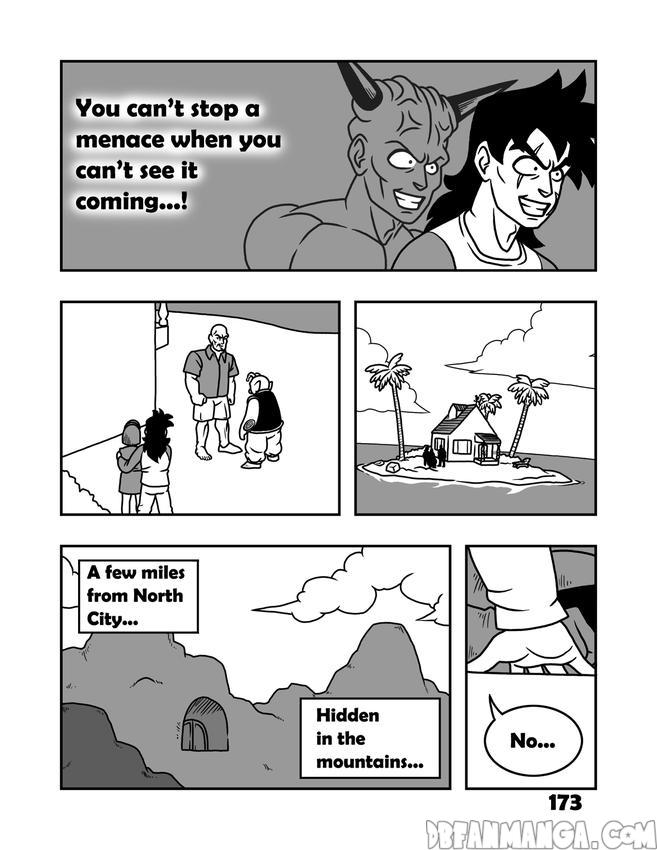 You can't stop a
menace when you
can't see it
coming...!
A few miles
from North
City...
Hidden
in the
mountains...
No...
173
DBFANMANGA.COM